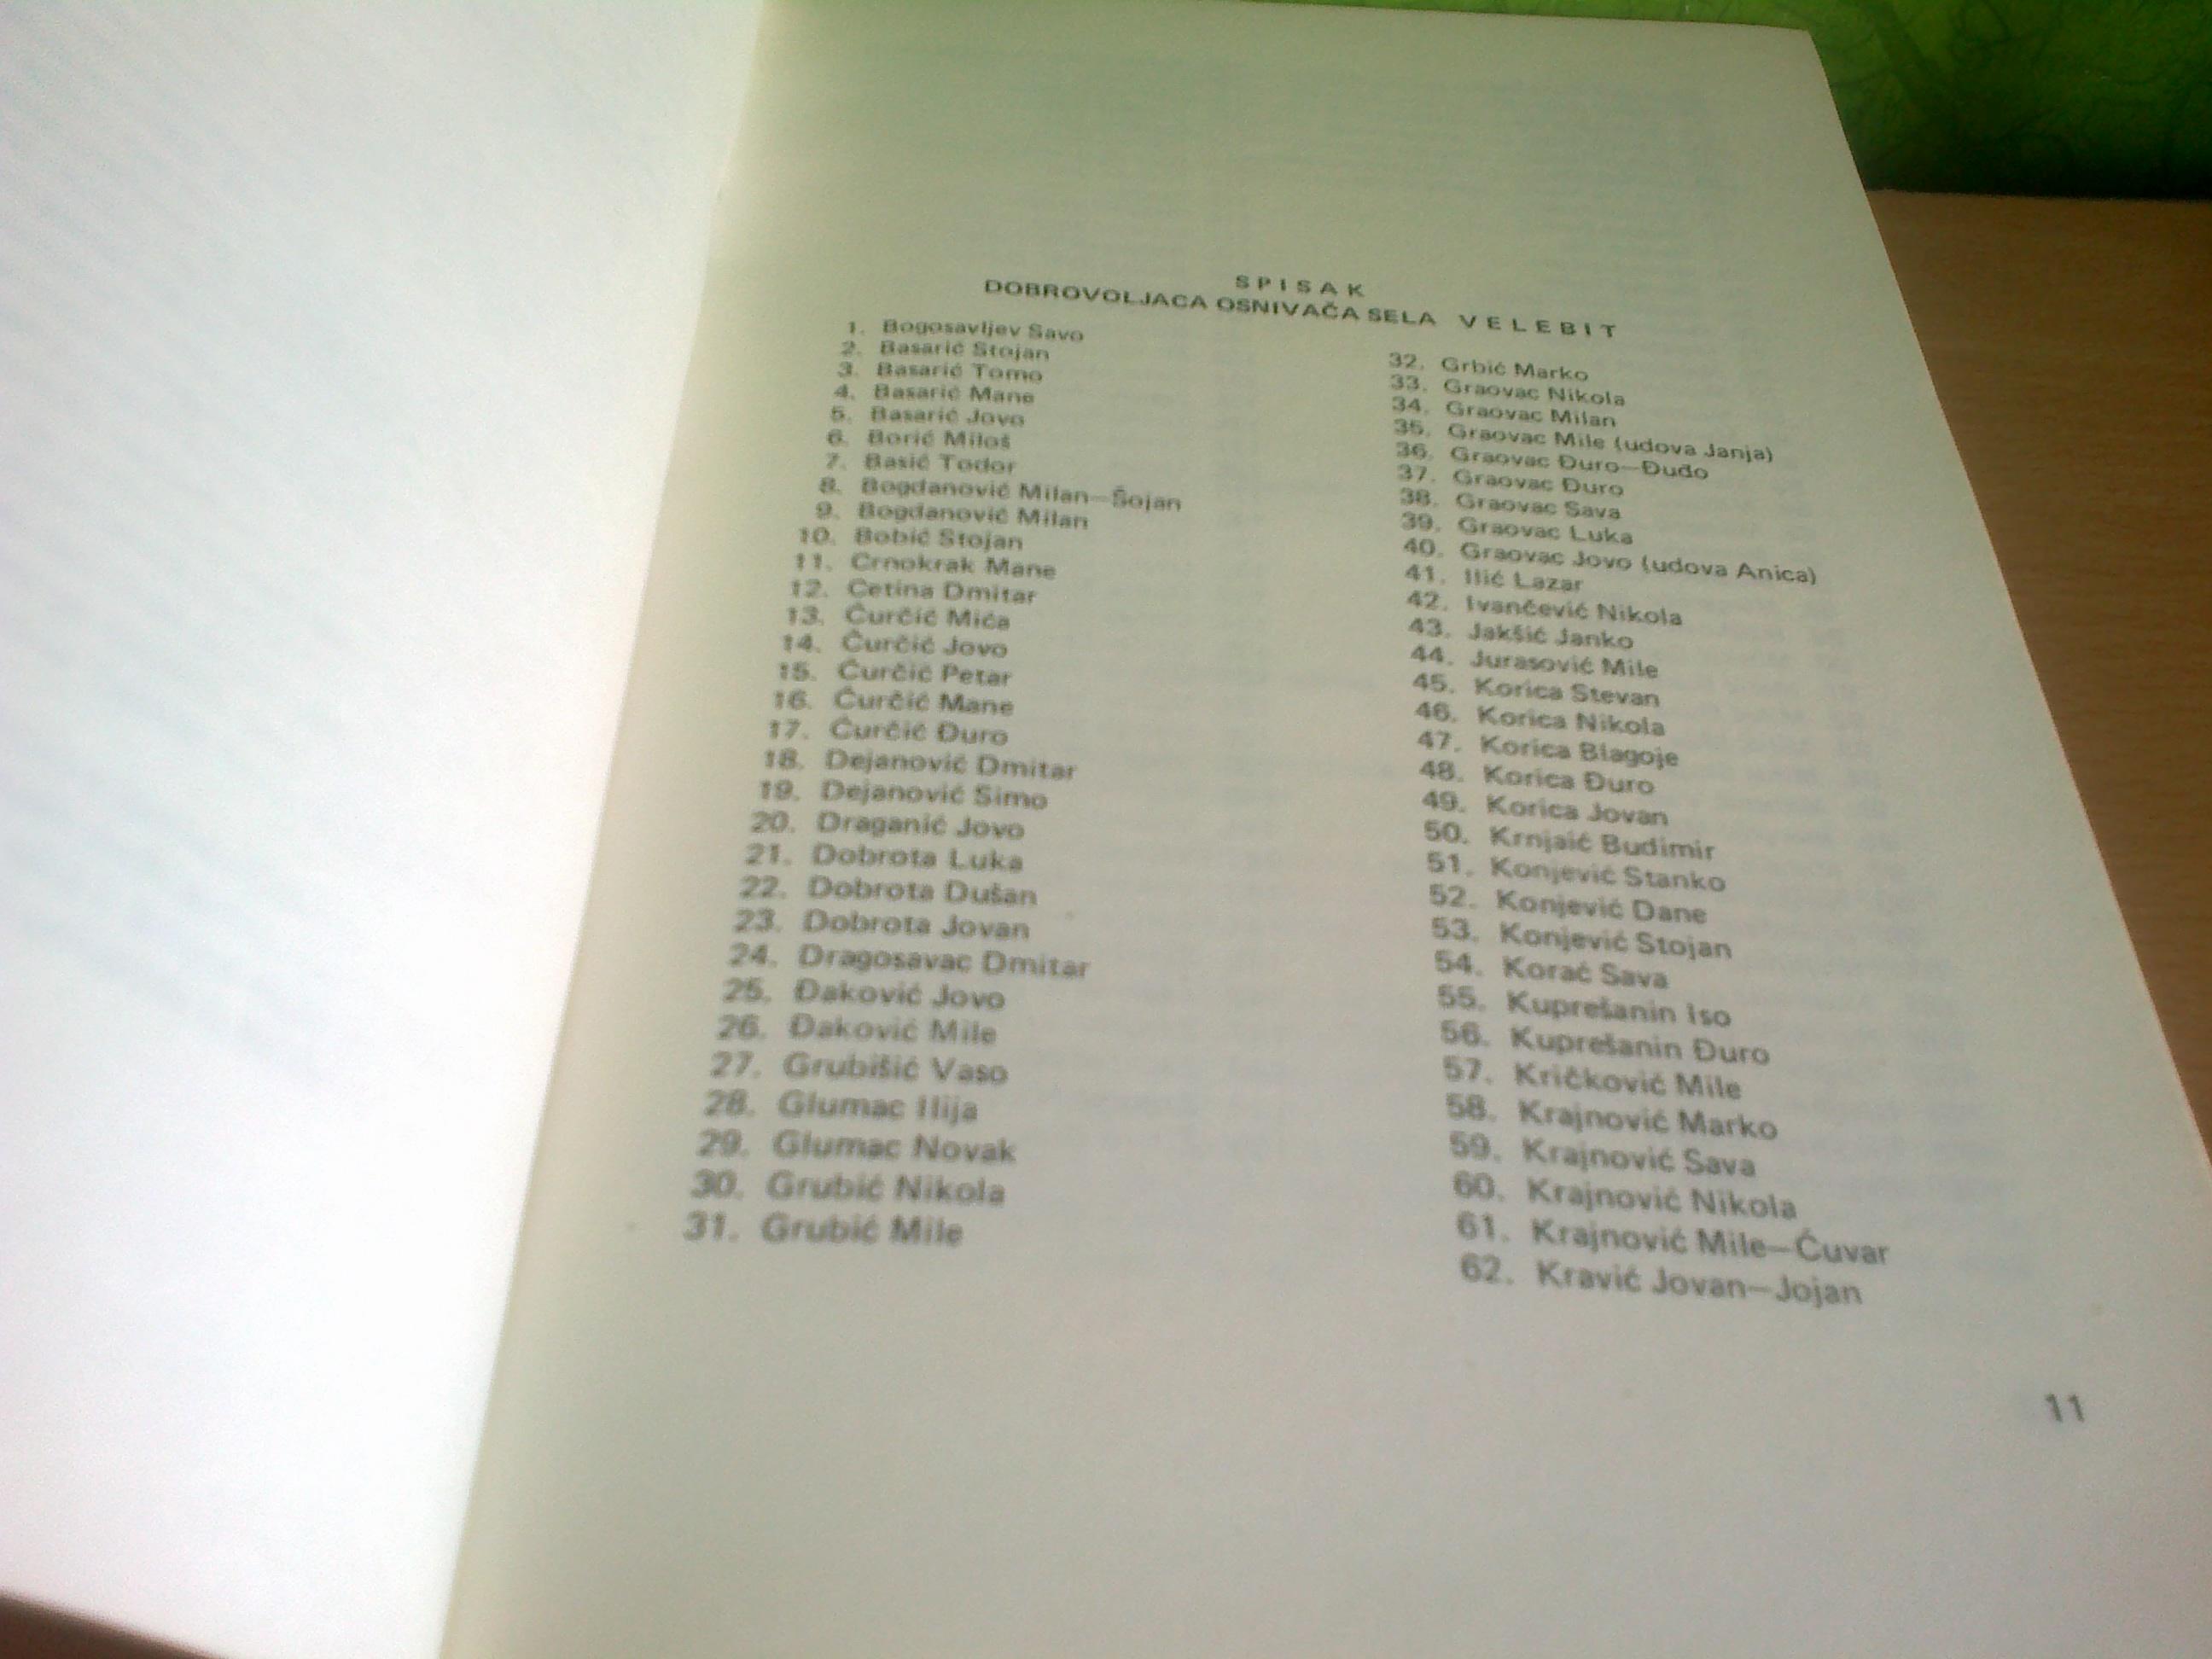 SPISAK
DOBROVOLJACA OSNIVAČA SELA VELEBIT
1. Bogosavljev Savo
2. Basarić Stojan
3. Basarić Tomo
4. Basarić Mane
5. Basarić Jovo
6. Borić Miloš
7. Basić Todor
8. Bogdanović Milan—Šojan
9. Bogdanović Milan
10. Bobić Stojan
11. Crnokrak Mane
12. Cetina Dmitar
13. Ćurčić Mića
14. Ćurčić Jovo
15. Ćurčić Petar
16. Ćurčić Mane
17. Ćurčić Đuro
18. Dejanović Dmitar
19. Dejanović Simo
20. Draganić Jovo
21. Dobrota Luka
22. Dobrota Dušan
23. Dobrota Jovan
24. Dragosavac Dmitar
25. Đaković Jovo
26. Đaković Mile
27. Grubišić Vaso
28. Glumac Ilija
29. Glumac Novak
30. Grubić Nikola
31. Grubić Mile
32. Grbić Marko
33. Graovac Nikola
34. Graovac Milan
35. Graovac Mile (udova Janja)
36. Graovac Đuro—Đuđo
37. Graovac Đuro
38. Graovac Sava
39. Graovac Luka
40. Graovac Jovo (udova Anica)
41. Ilić Lazar
42. Ivančević Nikola
43. Jakšić Janko
44. Jurasović Mile
45. Korica Stevan
46. Korica Nikola
47. Korica Blagoje
48. Korica Đuro
49. Korica Jovan
50. Krnjaić Budimir
51. Konjević Stanko
52. Konjević Dane
53. Konjević Stojan
54. Korać Sava
55. Kuprešanin Iso
56. Kuprešanin Đuro
57. Kričković Mile
58. Krajnović Marko
59. Krajnović Sava
60. Krajnović Nikola
61. Krajnović Mile—Ćuvar
62. Kravić Jovan—Jojan
11